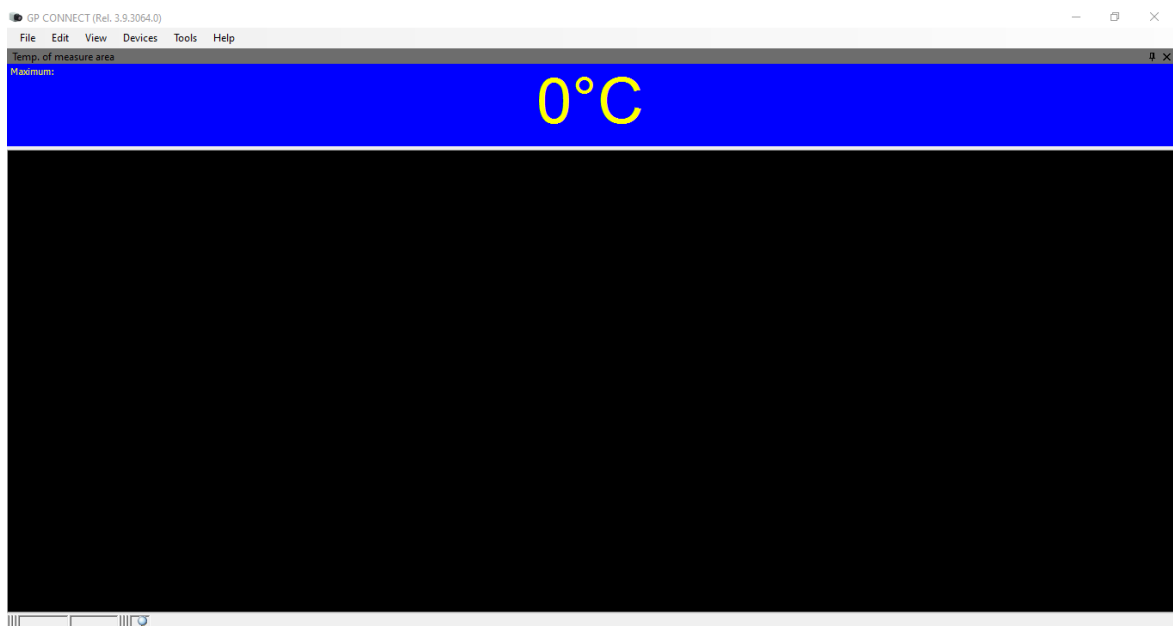 GP CONNECT (Rel. 3.9.3064.0)
File Edit View Devices Tools Help
Temp. of measure area
Maximum:
0°C